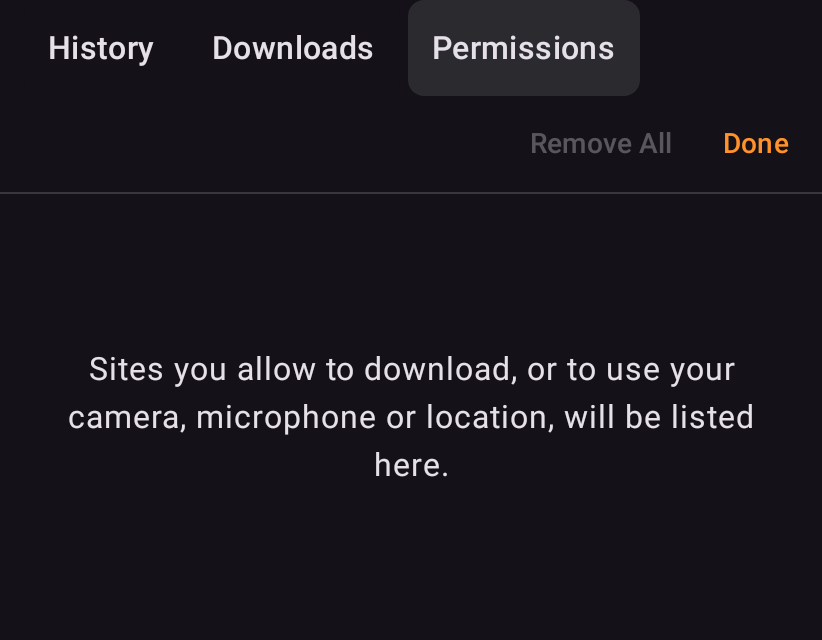 History Downloads Permissions
Remove All Done
Sites you allow to download, or to use your
camera, microphone or location, will be listed
here.